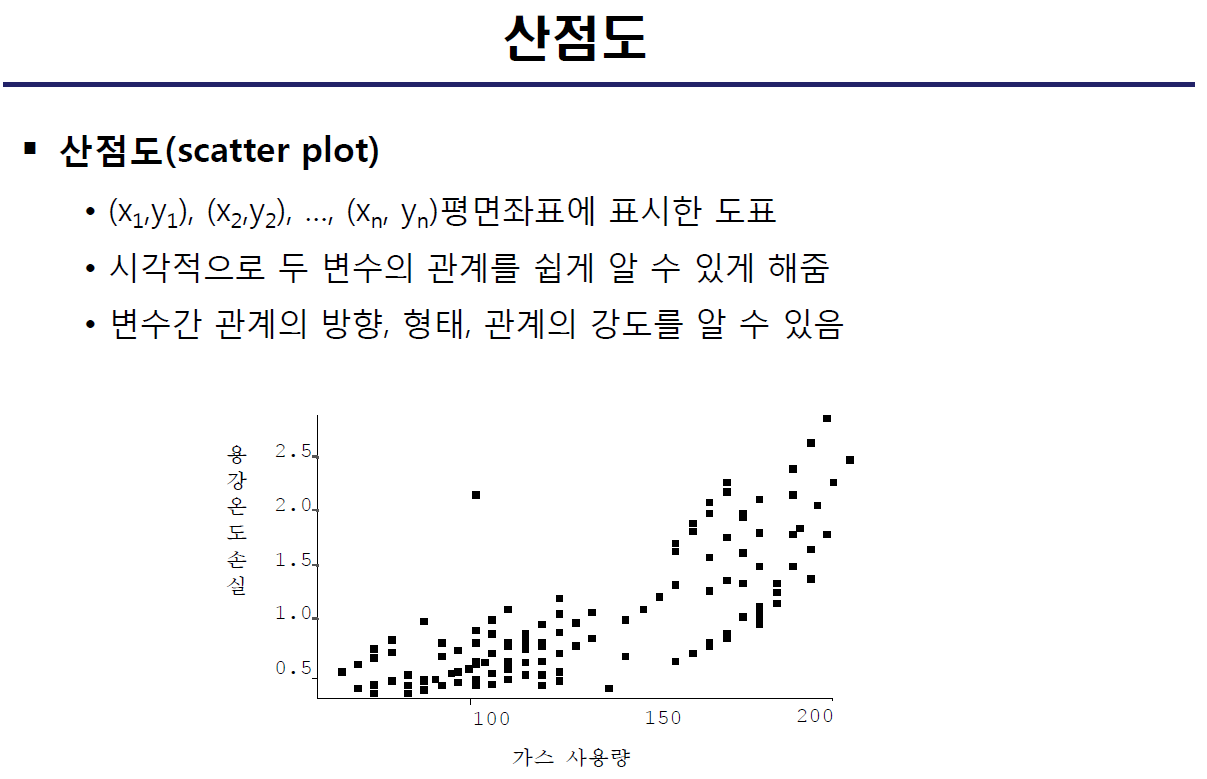 산점도
▪ 산점도(scatter plot)
• (x₁,y₁), (x₂,y₂), …, (xₙ, yₙ)평면좌표에 표시한 도표
• 시각적으로 두 변수의 관계를 쉽게 알 수 있게 해줌
• 변수간 관계의 방향, 형태, 관계의 강도를 알 수 있음
용강온도손실
2.5
2.0
1.5
1.0
0.5
100 150 200
가스 사용량